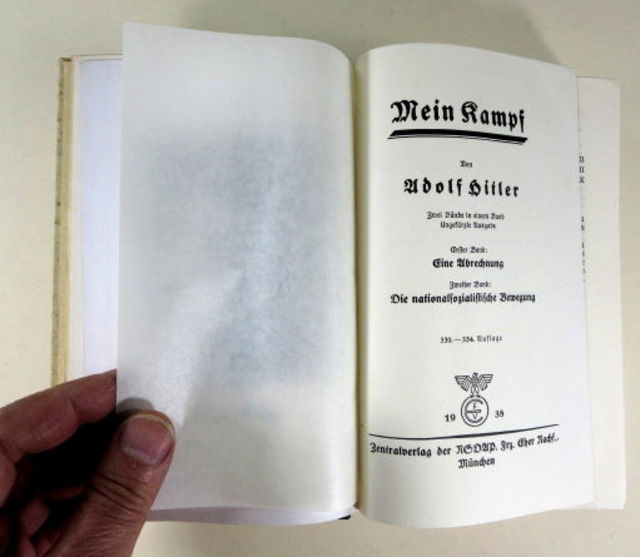 Mein Kampf
Von
Adolf Hitler
Zwei Bände in einem Band
Ungekürzte Ausgabe
Erster Band:
Eine Abrechnung
Zweiter Band:
Die nationalsozialistische Bewegung
330.—334. Auflage
19 38
Zentralverlag der NSDAP. Frz. Eher Nachf.,
München